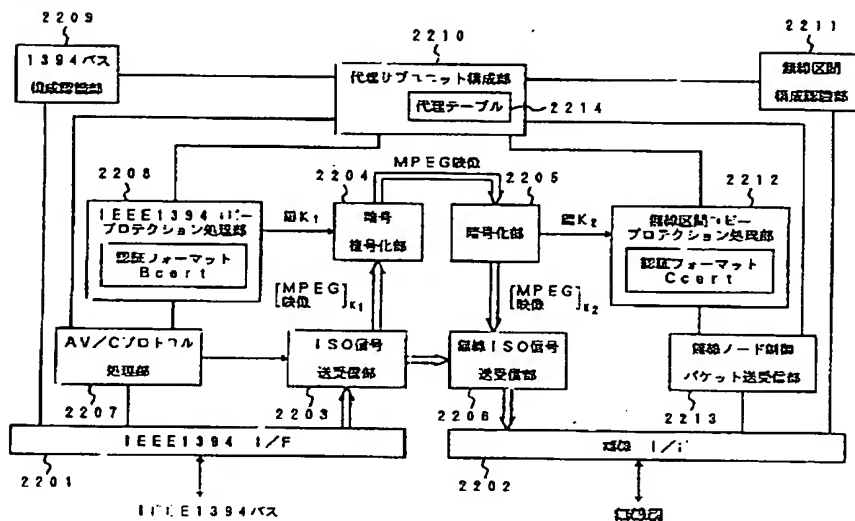 2209
1394バス
構成認識部
2210
代理サブユニット構成部
代理テーブル
2214
2211
無線区間
構成認識部
MPEG映像
2208
IEEE1394コピー
プロテクション処理部
認証フォーマット
Bcert
鍵K1
2204
暗号
復号化部
2205
暗号化部
鍵K2
2212
無線区間コピー
プロテクション処理部
認証フォーマット
Ccert
[MPEG映像]K1
[MPEG映像]K2
AV/Cプロトコル
処理部
2207
ISO信号
送受信部
2203
無線ISO信号
送受信部
2206
無線ノード制御
パケット送受信部
2213
IEEE1394 I/F
2201
無線 I/F
2202
IEEE1394バス
無線網